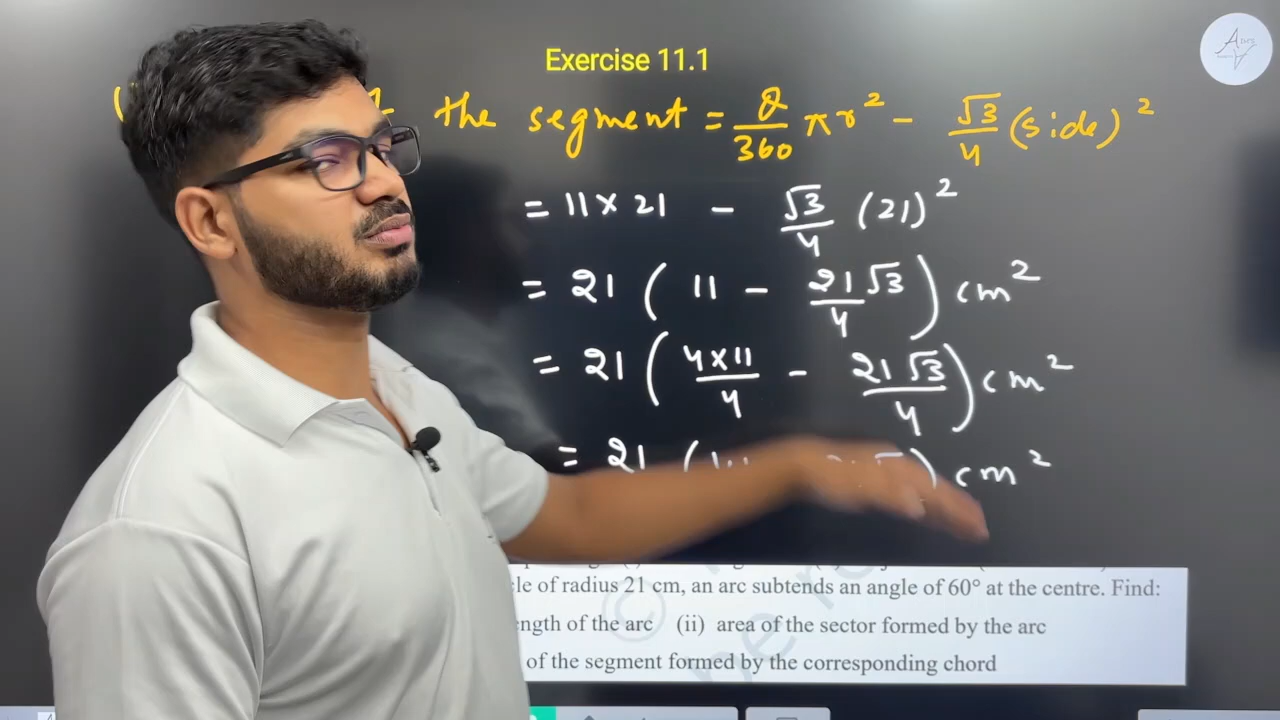 Exercise 11.1
the segment = θ/360 πr² - √3/4 (side)²
= 11 × 21 - √3/4 (21)²
= 21 ( 11 - 21/4 √3 ) cm²
= 21 ( 4×11/4 - 21√3/4 ) cm²
= 21 ( ) cm²
of radius 21 cm, an arc subtends an angle of 60° at the centre. Find:
of the arc (ii) area of the sector formed by the arc
of the segment formed by the corresponding chord